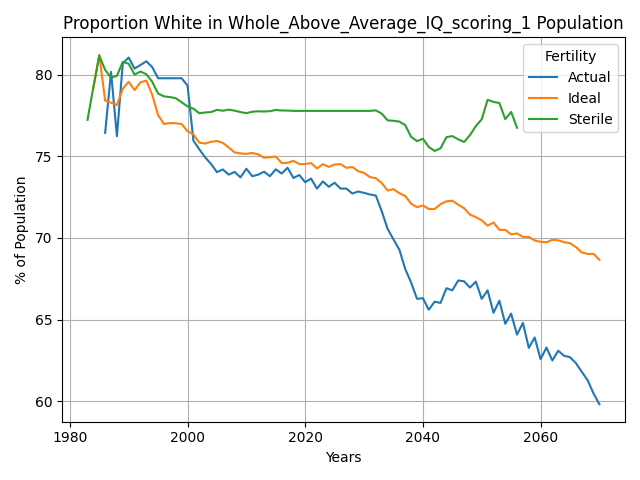 Proportion White in Whole_Above_Average_IQ_scoring_1 Population
Fertility
Actual
Ideal
Sterile
% of Population
80
75
70
65
60
1980
2000
2020
2040
2060
Years